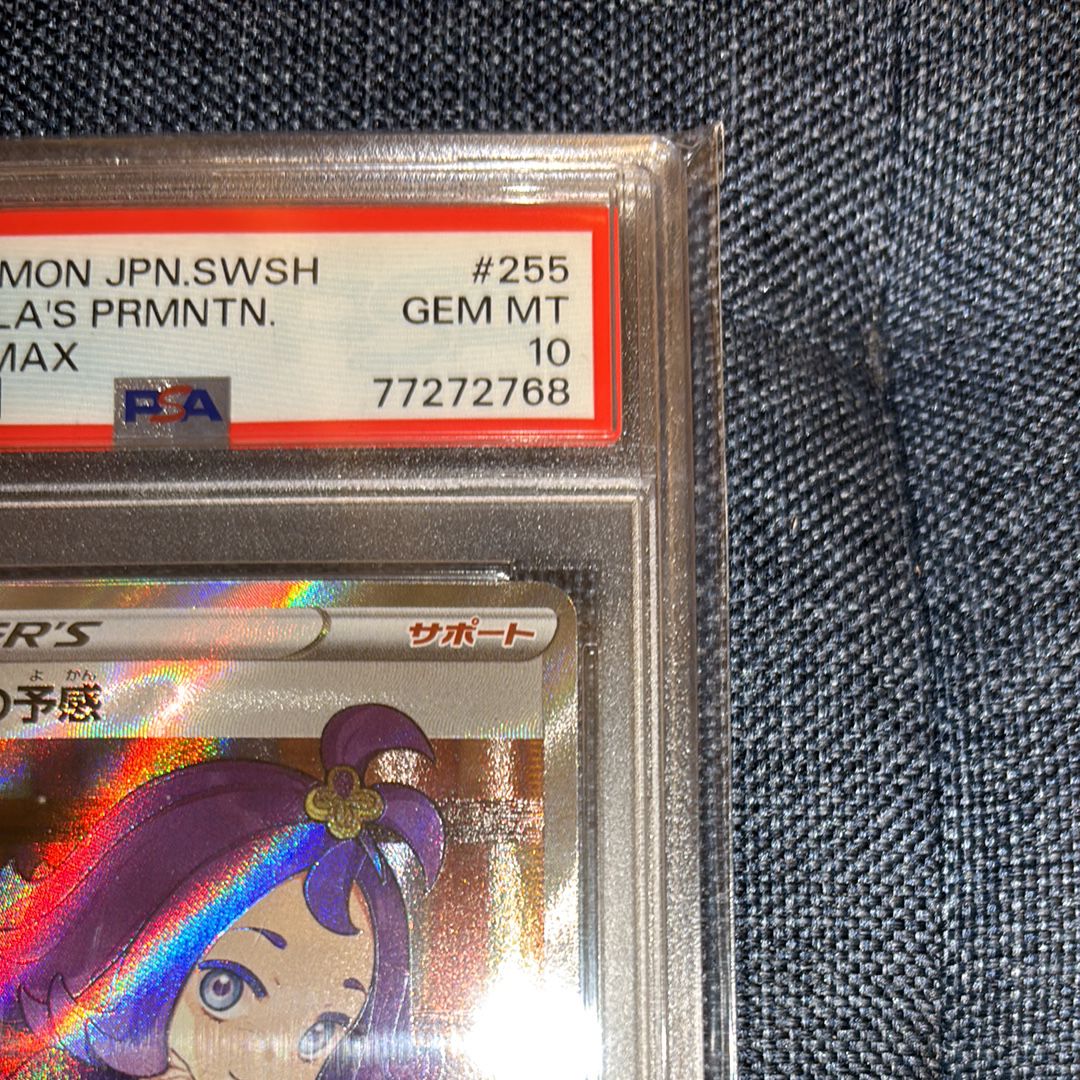 MON JPN.SWSH #255
LA'S PRMNTN. GEM MT
MAX 10
PSA 77272768
ER'S サポート
よ かん
の予感